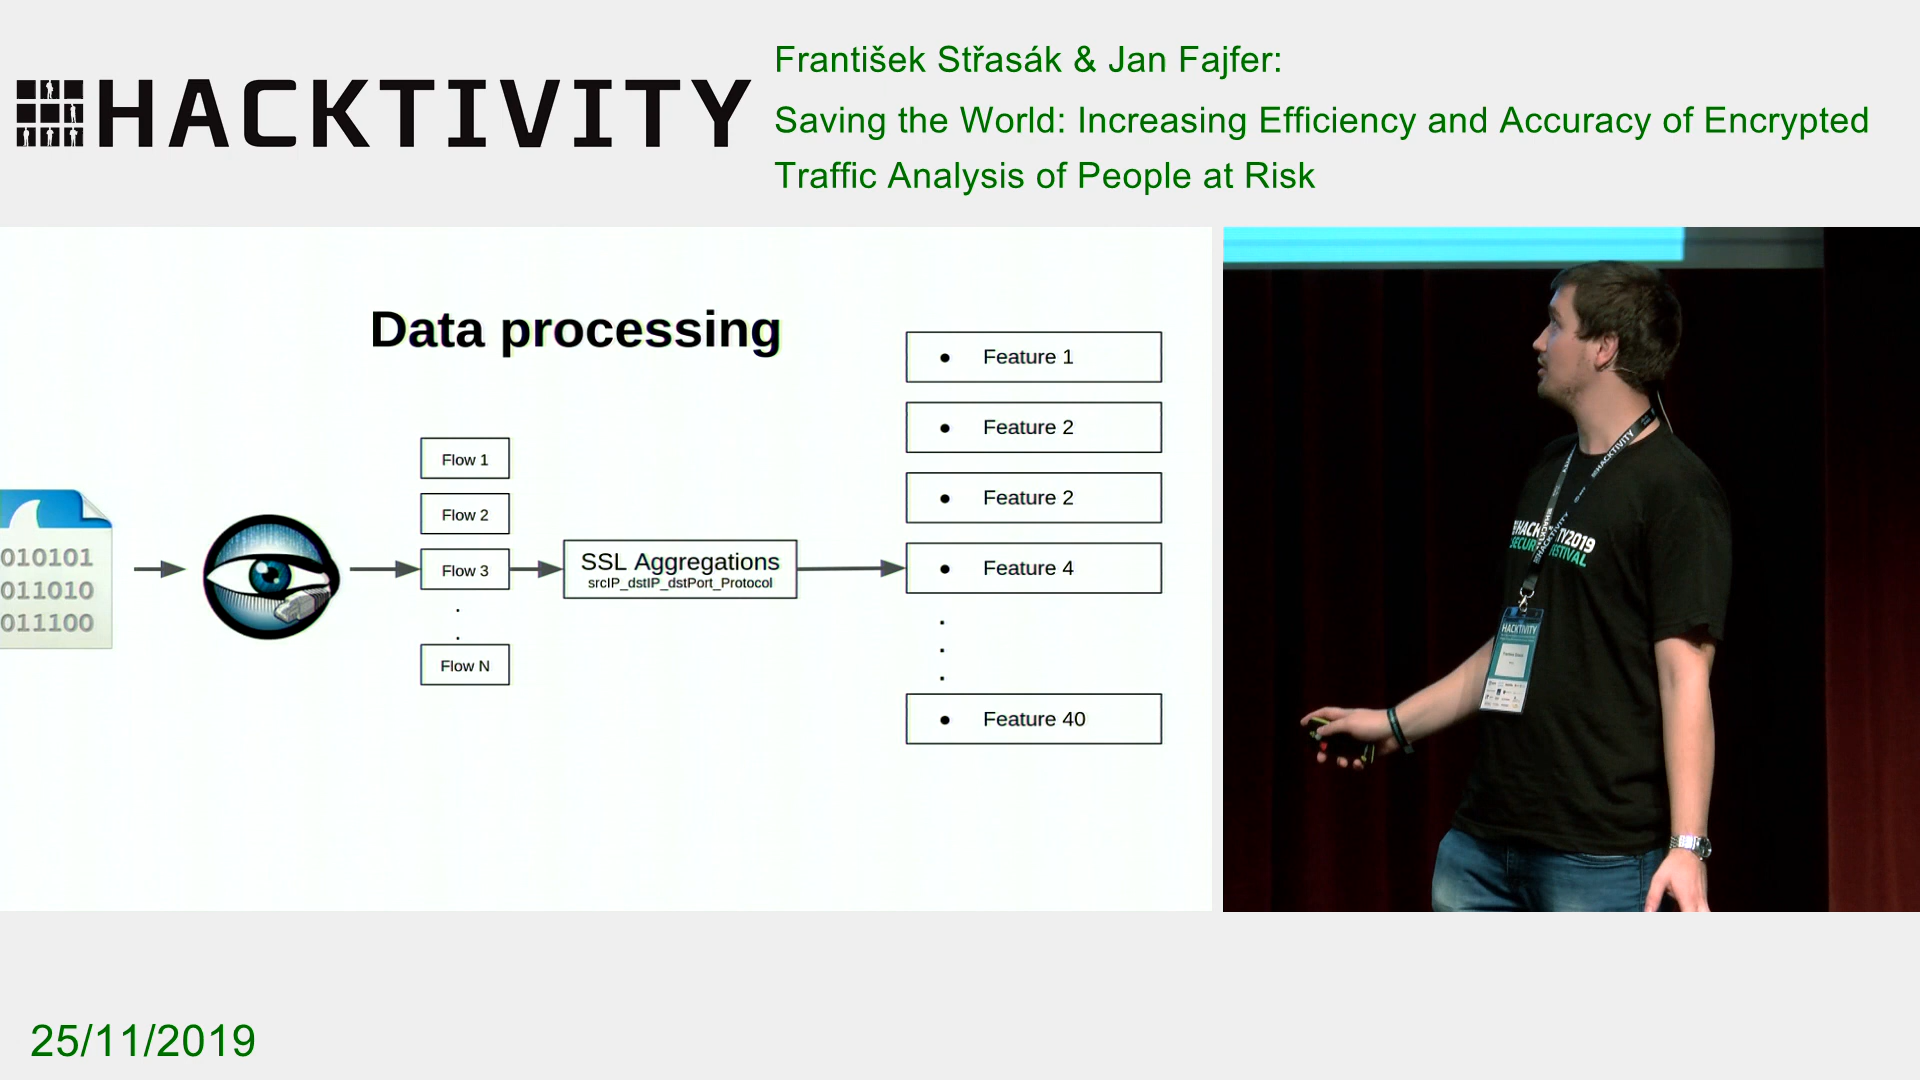 HACKTIVITY
František Střasák & Jan Fajfer:
Saving the World: Increasing Efficiency and Accuracy of Encrypted
Traffic Analysis of People at Risk
Data processing
010101
011010
011100
Flow 1
Flow 2
Flow 3
.
.
Flow N
SSL Aggregations
srcIP_dstIP_dstPort_Protocol
• Feature 1
• Feature 2
• Feature 2
• Feature 4
.
.
.
• Feature 40
HACKTIVITY
HACKTIVITY
25/11/2019